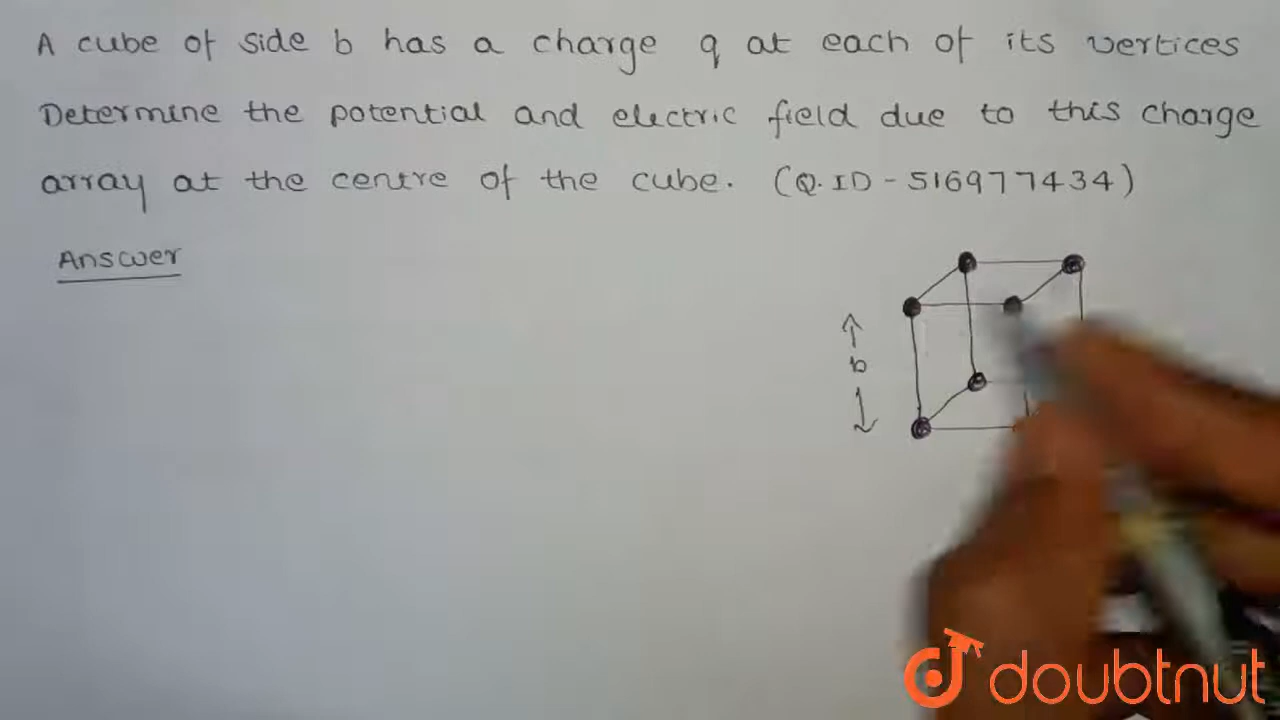 A cube of side b has a charge q at each of its vertices
Determine the potential and electric field due to this charge
array at the centre of the cube. (Q.ID - 516977434)
Answer
b
doubtnut